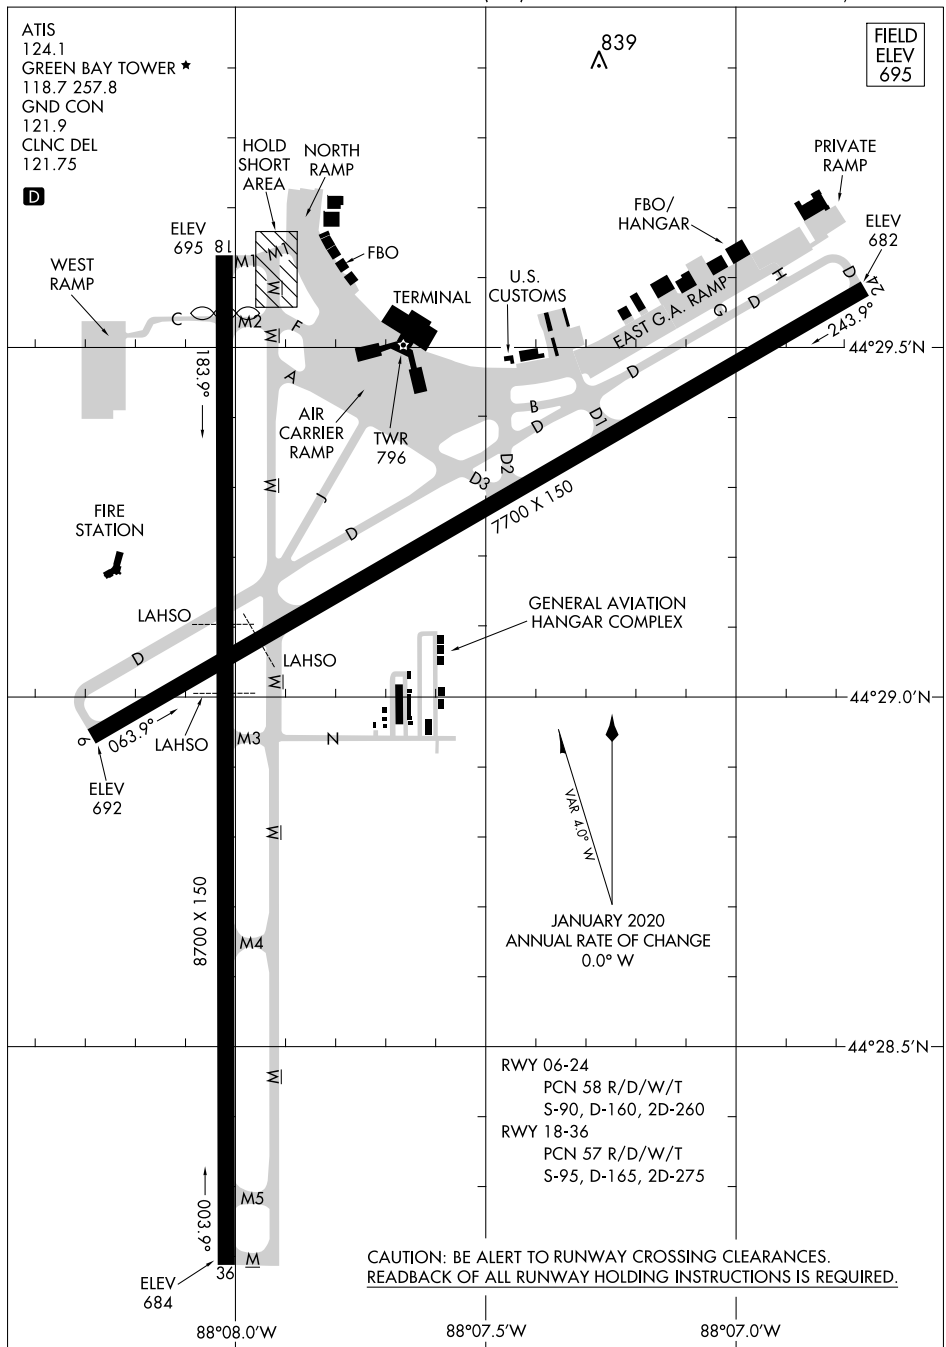 ATIS
124.1
GREEN BAY TOWER ★
118.7 257.8
GND CON
121.9
CLNC DEL
121.75
D
839
FIELD
ELEV
695
HOLD
SHORT
AREA
NORTH
RAMP
PRIVATE
RAMP
FBO/
HANGAR
ELEV
682
ELEV
695
18
M1
M1
FBO
WEST
RAMP
U.S.
CUSTOMS
TERMINAL
EAST G.A. RAMP
H
D
G
D
24
243.9°
M
C
M2
F
M
44°29.5'N
183.9°
A
D
AIR
CARRIER
RAMP
TWR
796
B
D
D1
D2
D3
M
J
D
7700 X 150
FIRE
STATION
LAHSO
GENERAL AVIATION
HANGAR COMPLEX
D
LAHSO
M
44°29.0'N
063.9°
6
LAHSO
M3
N
ELEV
692
M
VAR 4.0° W
8700 X 150
M4
JANUARY 2020
ANNUAL RATE OF CHANGE
0.0° W
44°28.5'N
M
RWY 06-24
PCN 58 R/D/W/T
S-90, D-160, 2D-260
RWY 18-36
PCN 57 R/D/W/T
S-95, D-165, 2D-275
003.9°
M5
M
36
ELEV
684
CAUTION: BE ALERT TO RUNWAY CROSSING CLEARANCES.
READBACK OF ALL RUNWAY HOLDING INSTRUCTIONS IS REQUIRED.
88°08.0'W
88°07.5'W
88°07.0'W